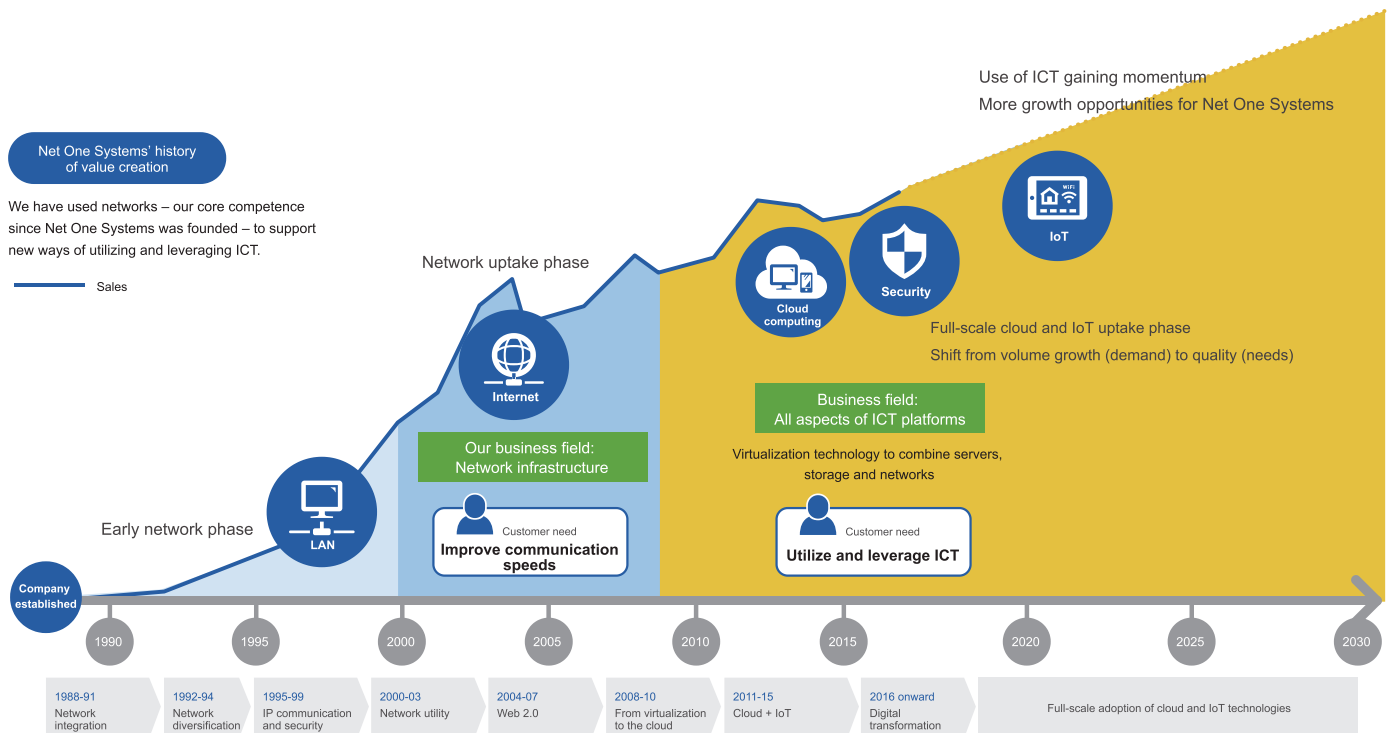 Use of ICT gaining momentum
More growth opportunities for Net One Systems
Net One Systems’ history
of value creation
We have used networks – our core competence
since Net One Systems was founded – to support
new ways of utilizing and leveraging ICT.
Sales
Network uptake phase
WiFi
IoT
Security
Cloud
computing
Full-scale cloud and IoT uptake phase
Shift from volume growth (demand) to quality (needs)
Internet
Business field:
All aspects of ICT platforms
Our business field:
Network infrastructure
Virtualization technology to combine servers,
storage and networks
Early network phase
LAN
Customer need
Improve communication
speeds
Customer need
Utilize and leverage ICT
Company
established
1990
1995
2000
2005
2010
2015
2020
2025
2030
1988-91
Network
integration
1992-94
Network
diversification
1995-99
IP communication
and security
2000-03
Network utility
2004-07
Web 2.0
2008-10
From virtualization
to the cloud
2011-15
Cloud + IoT
2016 onward
Digital
transformation
Full-scale adoption of cloud and IoT technologies